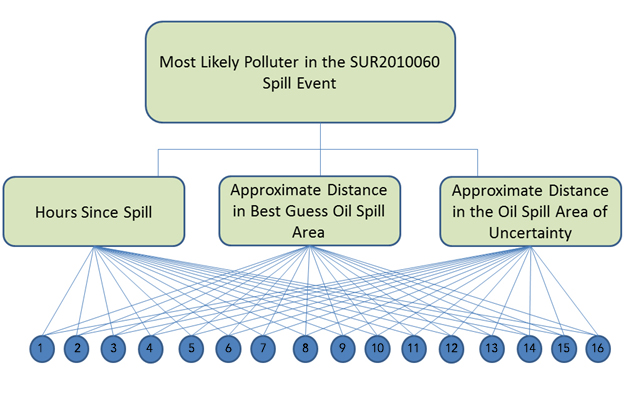 Most Likely Polluter in the SUR2010060
Spill Event
Hours Since Spill
Approximate Distance
in Best Guess Oil Spill
Area
Approximate Distance
in the Oil Spill Area of
Uncertainty
1 2 3 4 5 6 7 8 9 10 11 12 13 14 15 16